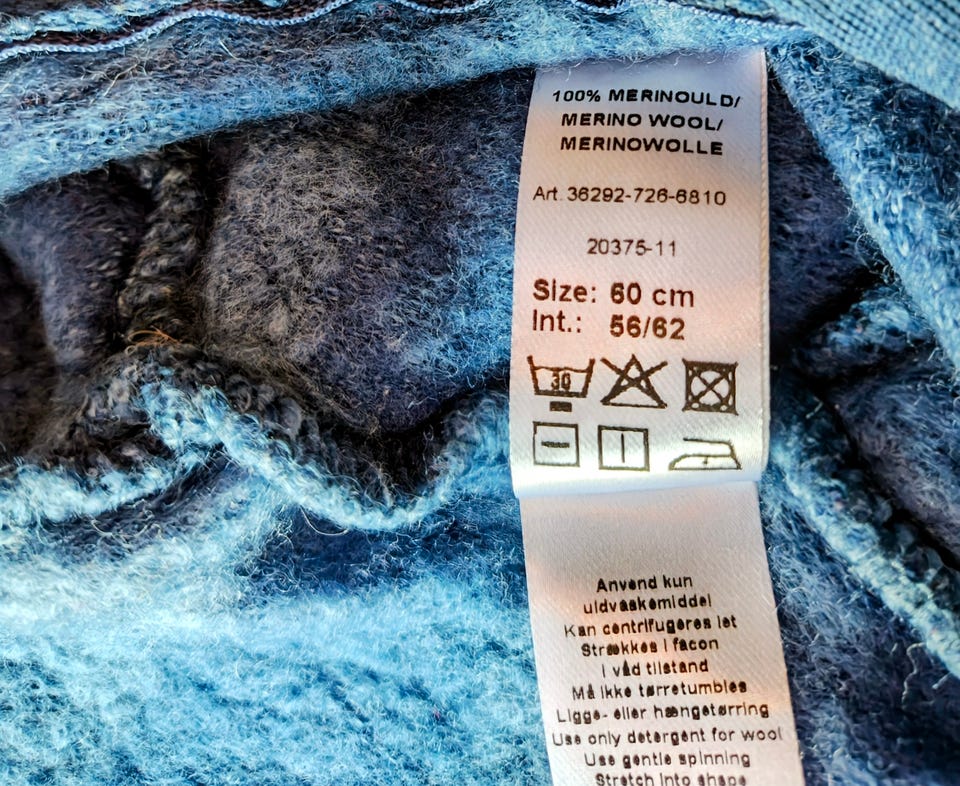 100% MERINOULD/
MERINO WOOL/
MERINOWOLLE
Art. 36292-726-6810
20375-11
Size: 60 cm
Int.: 56/62
30
Anvend kun
uldvaskemiddel
Kan centrifugeres let
Strækkes i facon
i våd tilstand
Må ikke tørretumbles
Ligge- eller hængetørring
Use only detergent for wool
Use gentle spinning
Stretch into shape